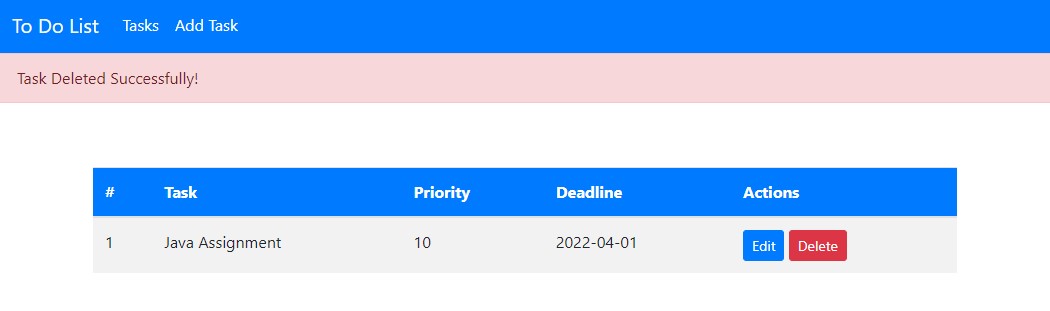 To Do List Tasks Add Task
Task Deleted Successfully!
# Task Priority Deadline Actions
1 Java Assignment 10 2022-04-01 Edit Delete